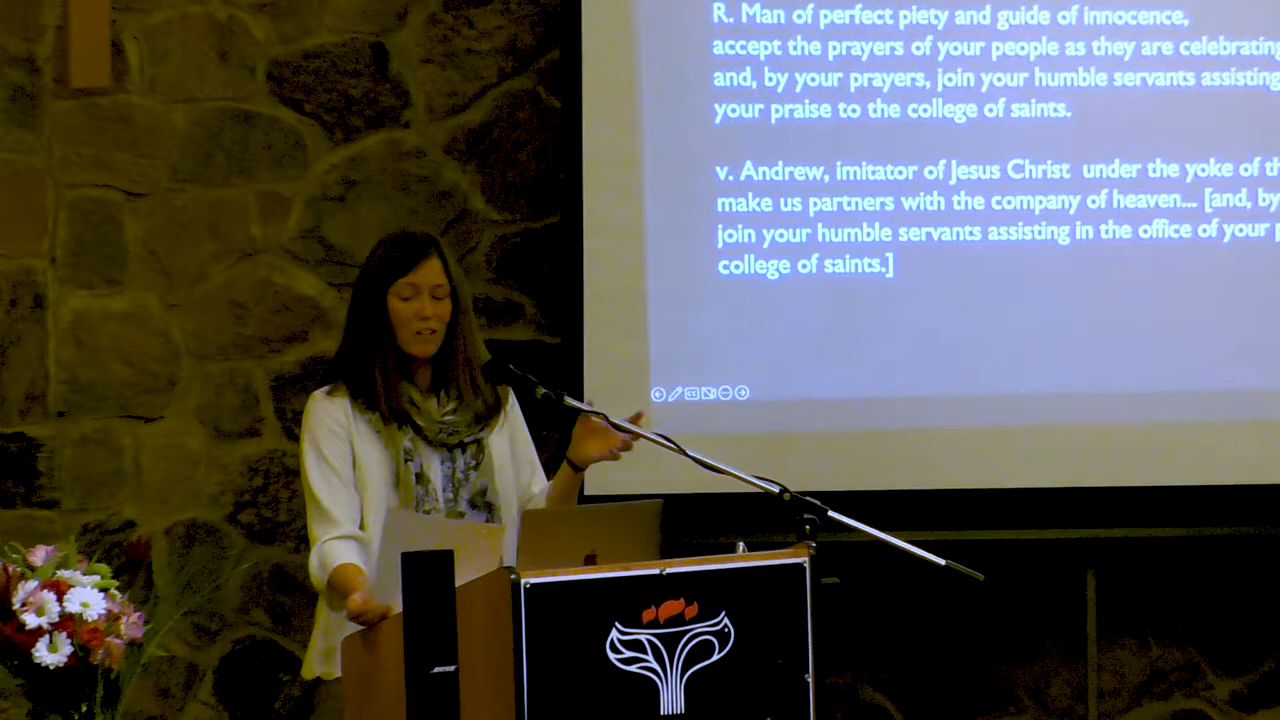 R. Man of perfect piety and guide of innocence,
accept the prayers of your people as they are celebrating
and, by your prayers, join your humble servants assisting
your praise to the college of saints.
v. Andrew, imitator of Jesus Christ under the yoke of
make us partners with the company of heaven... [and, by
join your humble servants assisting in the office of your
college of saints.]
BOSE